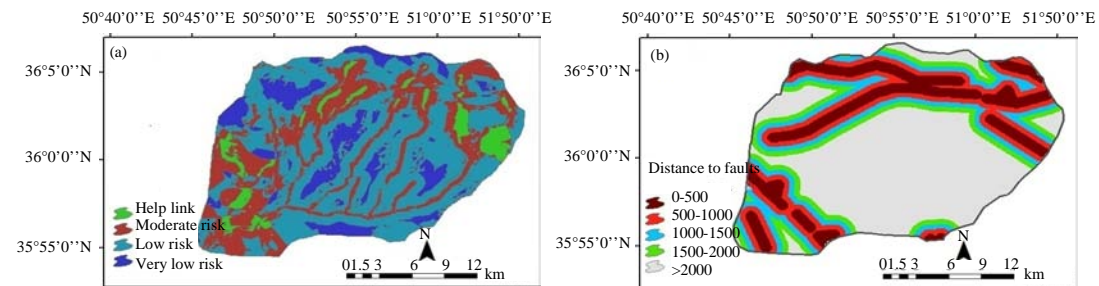 50°40'0''E 50°45'0''E 50°50'0''E 50°55'0''E 51°0'0''E 51°50'0''E
(a)
36°5'0''N
36°0'0''N
35°55'0''N
Help link
Moderate risk
Low risk
Very low risk
N
01.5 3 6 9 12
km
50°40'0''E 50°45'0''E 50°50'0''E 50°55'0''E 51°0'0''E 51°50'0''E
(b)
36°5'0''N
36°0'0''N
35°55'0''N
Distance to faults
0-500
500-1000
1000-1500
1500-2000
>2000
N
01.5 3 6 9 12
km